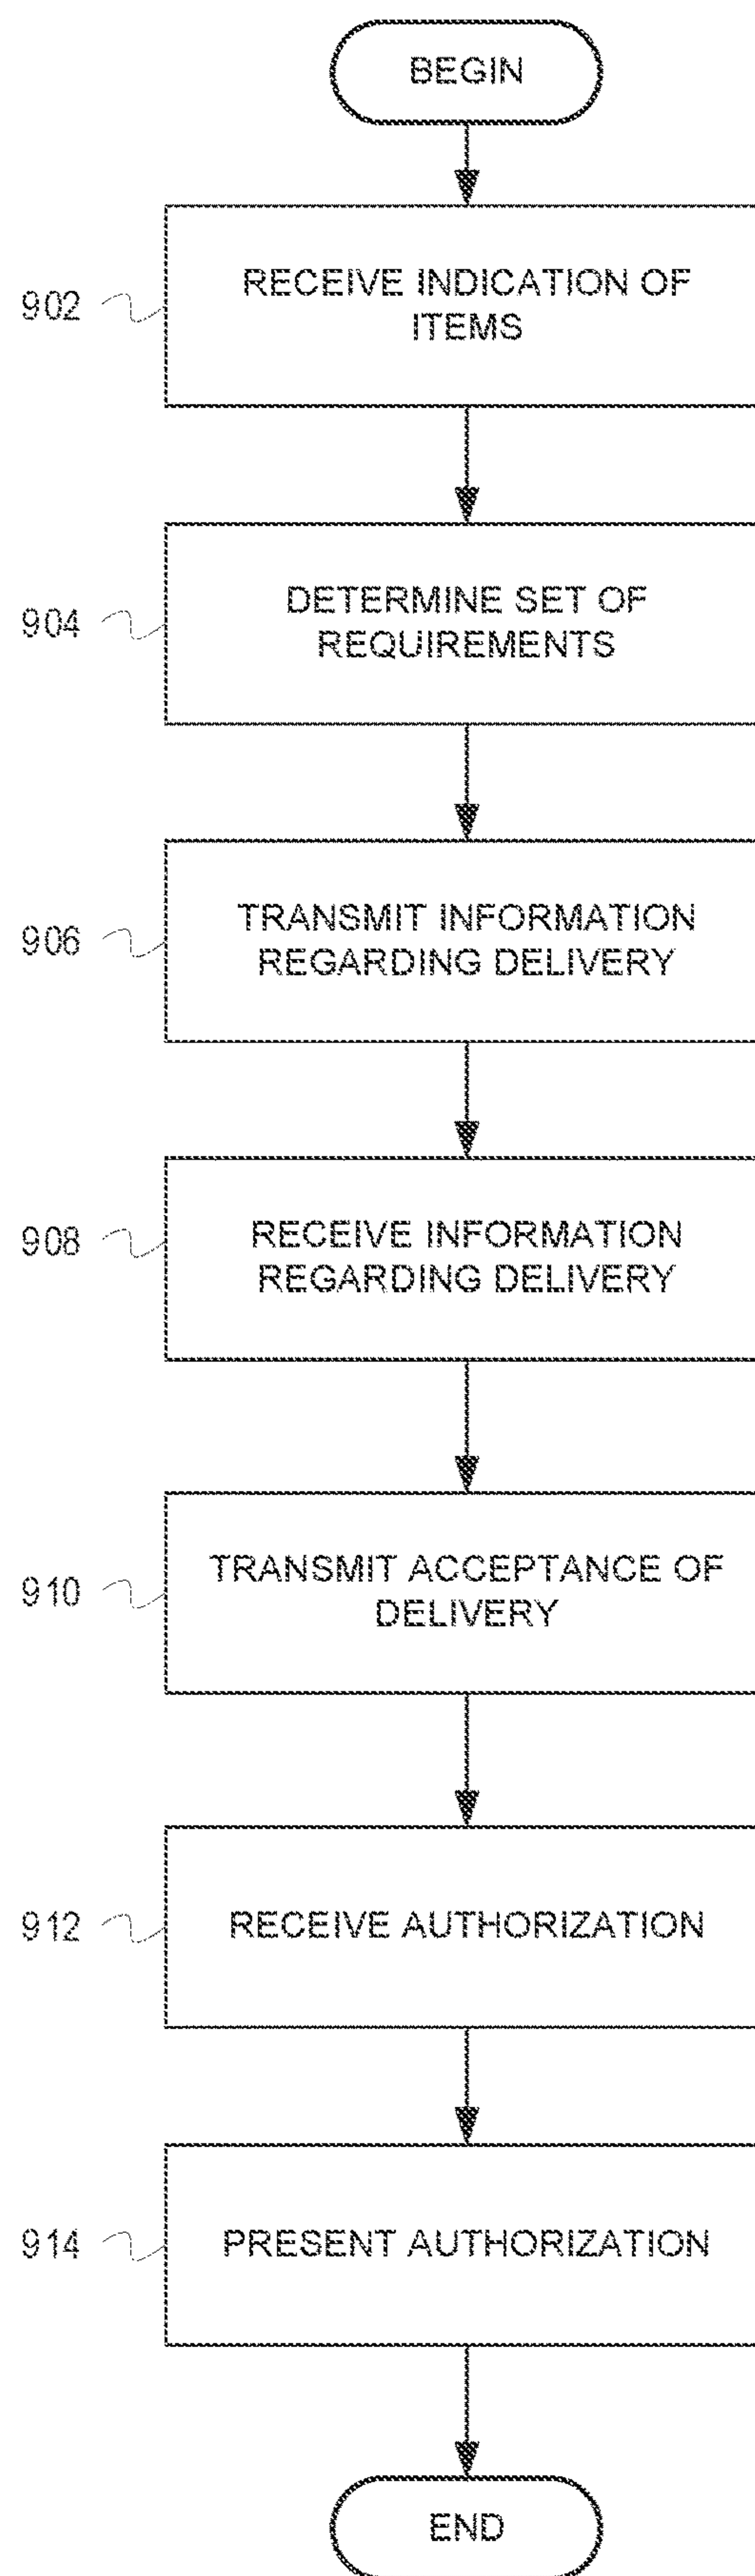 BEGIN
902
RECEIVE INDICATION OF
ITEMS
904
DETERMINE SET OF
REQUIREMENTS
906
TRANSMIT INFORMATION
REGARDING DELIVERY
908
RECEIVE INFORMATION
REGARDING DELIVERY
910
TRANSMIT ACCEPTANCE OF
DELIVERY
912
RECEIVE AUTHORIZATION
914
PRESENT AUTHORIZATION
END